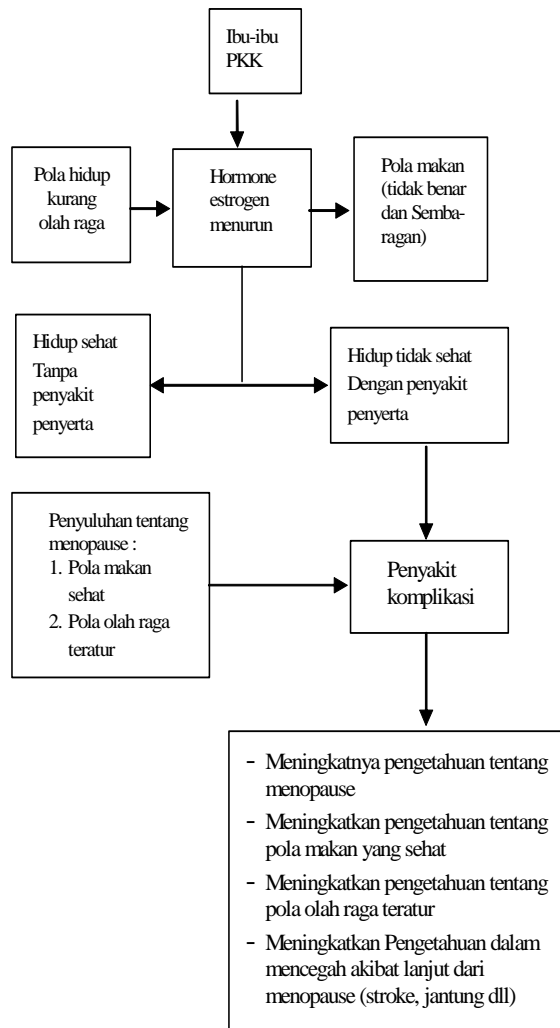 Ibu-ibu
PKK
Pola hidup
kurang
olah raga
Hormone
estrogen
menurun
Pola makan
(tidak benar
dan Semba-
ragan)
Hidup sehat
Tanpa
penyakit
penyerta
Hidup tidak sehat
Dengan penyakit
penyerta
Penyuluhan tentang
menopause :
1. Pola makan
sehat
2. Pola olah raga
teratur
Penyakit
komplikasi
- Meningkatnya pengetahuan tentang
menopause
- Meningkatkan pengetahuan tentang
pola makan yang sehat
- Meningkatkan pengetahuan tentang
pola olah raga teratur
- Meningkatkan Pengetahuan dalam
mencegah akibat lanjut dari
menopause (stroke, jantung dll)